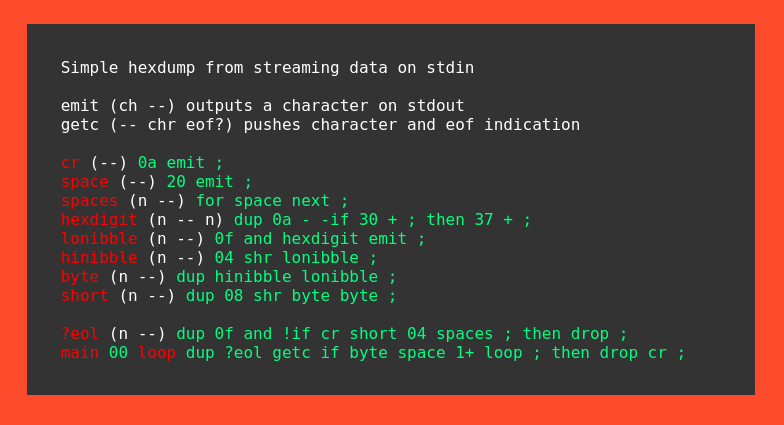 Simple hexdump from streaming data on stdin
emit (ch --) outputs a character on stdout
getc (-- chr eof?) pushes character and eof indication
cr (--) 0a emit ;
space (--) 20 emit ;
spaces (n --) for space next ;
hexdigit (n -- n) dup 0a - -if 30 + ; then 37 + ;
lonibble (n --) 0f and hexdigit emit ;
hinibble (n --) 04 shr lonibble ;
byte (n --) dup hinibble lonibble ;
short (n --) dup 08 shr byte byte ;
?eol (n --) dup 0f and !if cr short 04 spaces ; then drop ;
main 00 loop dup ?eol getc if byte space 1+ loop ; then drop cr ;